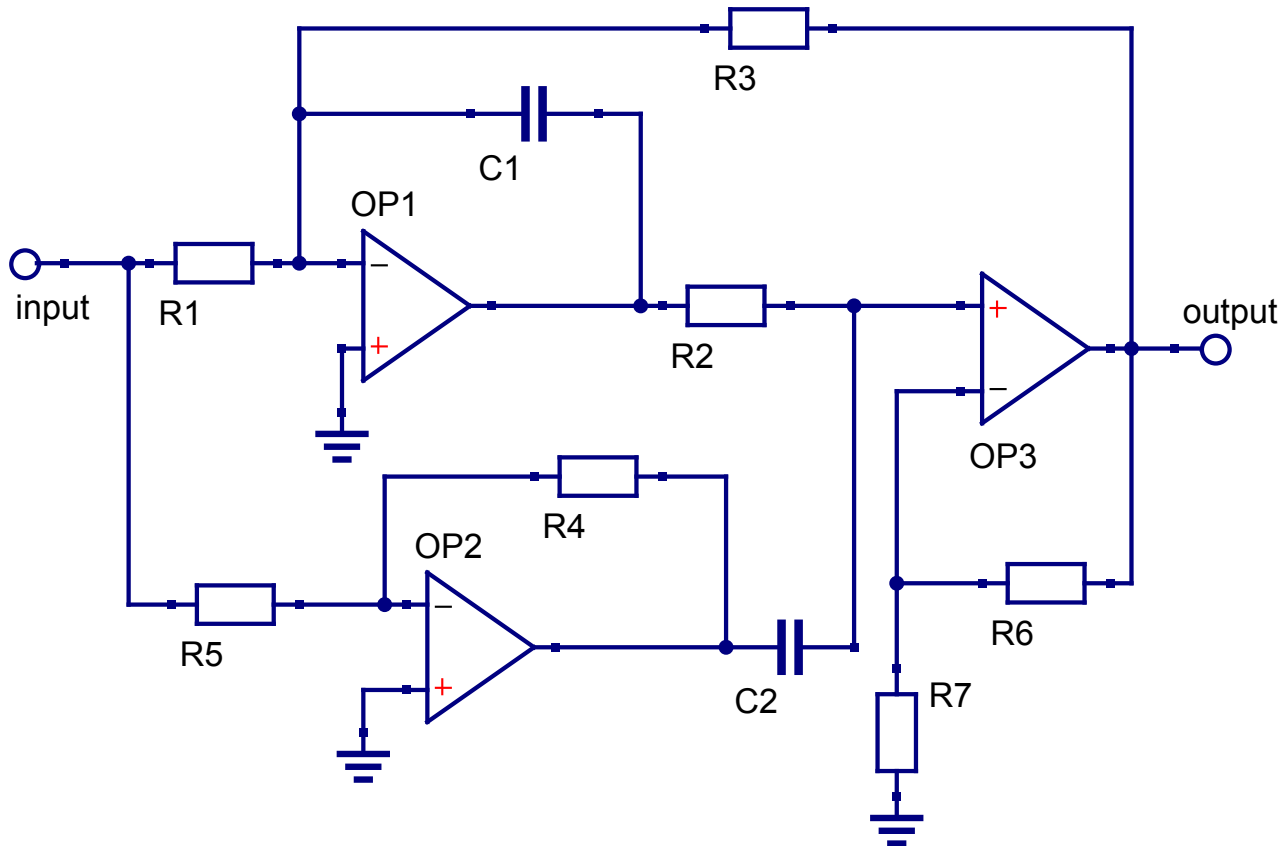 R3
C1
OP1
−
+
input
R1
R2
+
−
output
OP3
R4
OP2
−
+
R5
C2
R6
R7